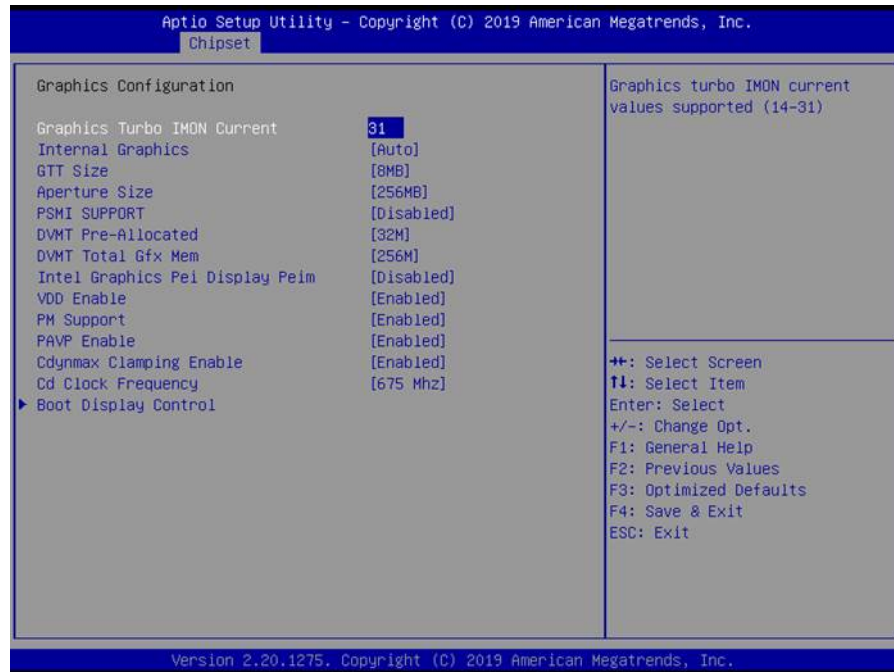 Aptio Setup Utility – Copyright (C) 2019 American Megatrends, Inc.
Chipset
Graphics Configuration
Graphics Turbo IMON Current 31
Internal Graphics [Auto]
GTT Size [8MB]
Aperture Size [256MB]
PSMI SUPPORT [Disabled]
DVMT Pre-Allocated [32M]
DVMT Total Gfx Mem [256M]
Intel Graphics Pei Display Peim [Disabled]
VDD Enable [Enabled]
PM Support [Enabled]
PAVP Enable [Enabled]
Cdynmax Clamping Enable [Enabled]
Cd Clock Frequency [675 Mhz]
Boot Display Control
Graphics turbo IMON current
values supported (14-31)
→←: Select Screen
↑↓: Select Item
Enter: Select
+/-: Change Opt.
F1: General Help
F2: Previous Values
F3: Optimized Defaults
F4: Save & Exit
ESC: Exit
Version 2.20.1275. Copyright (C) 2019 American Megatrends, Inc.